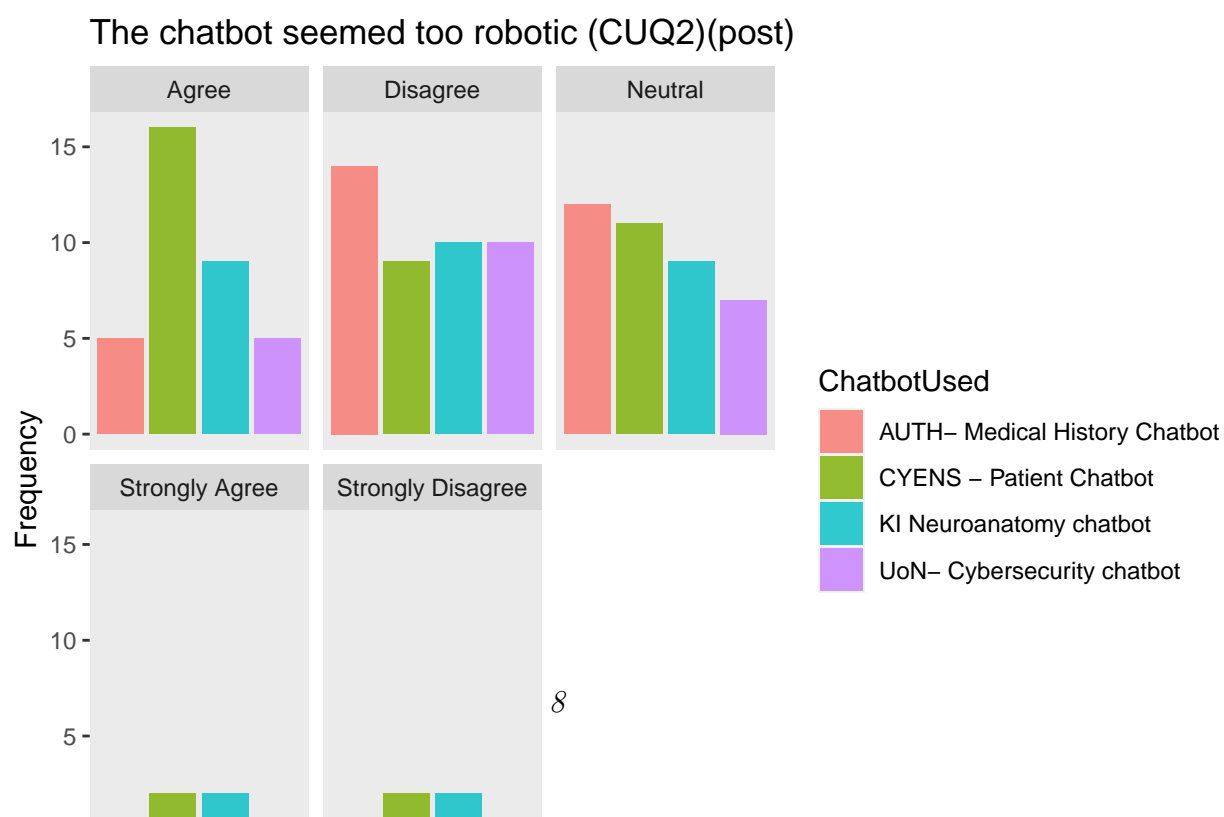 The chatbot seemed too robotic (CUQ2)(post)
Agree
Disagree
Neutral
15
10
5
0
Strongly Agree
Strongly Disagree
15
10
5
Frequency
8
ChatbotUsed
AUTH− Medical History Chatbot
CYENS − Patient Chatbot
KI Neuroanatomy chatbot
UoN− Cybersecurity chatbot